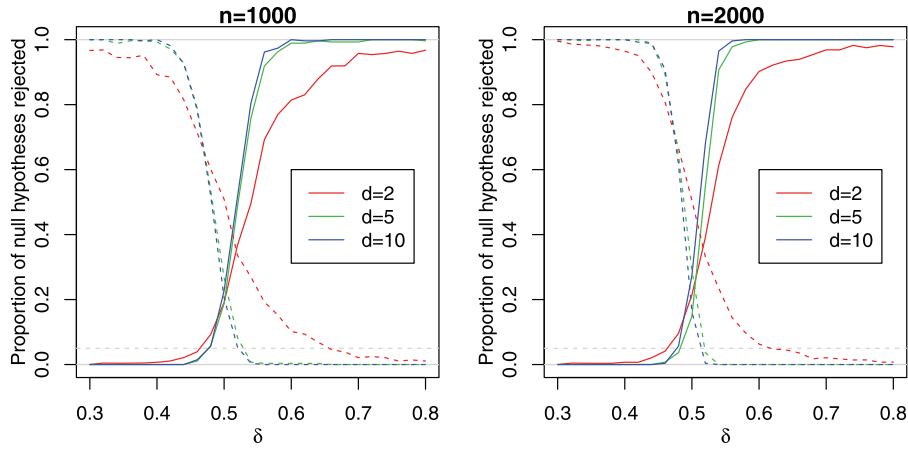 n=1000
Proportion of null hypotheses rejected
1.0
0.8
0.6
0.4
0.2
0.0
d=2
d=5
d=10
0.3 0.4 0.5 0.6 0.7 0.8
δ
n=2000
Proportion of null hypotheses rejected
1.0
0.8
0.6
0.4
0.2
0.0
d=2
d=5
d=10
0.3 0.4 0.5 0.6 0.7 0.8
δ